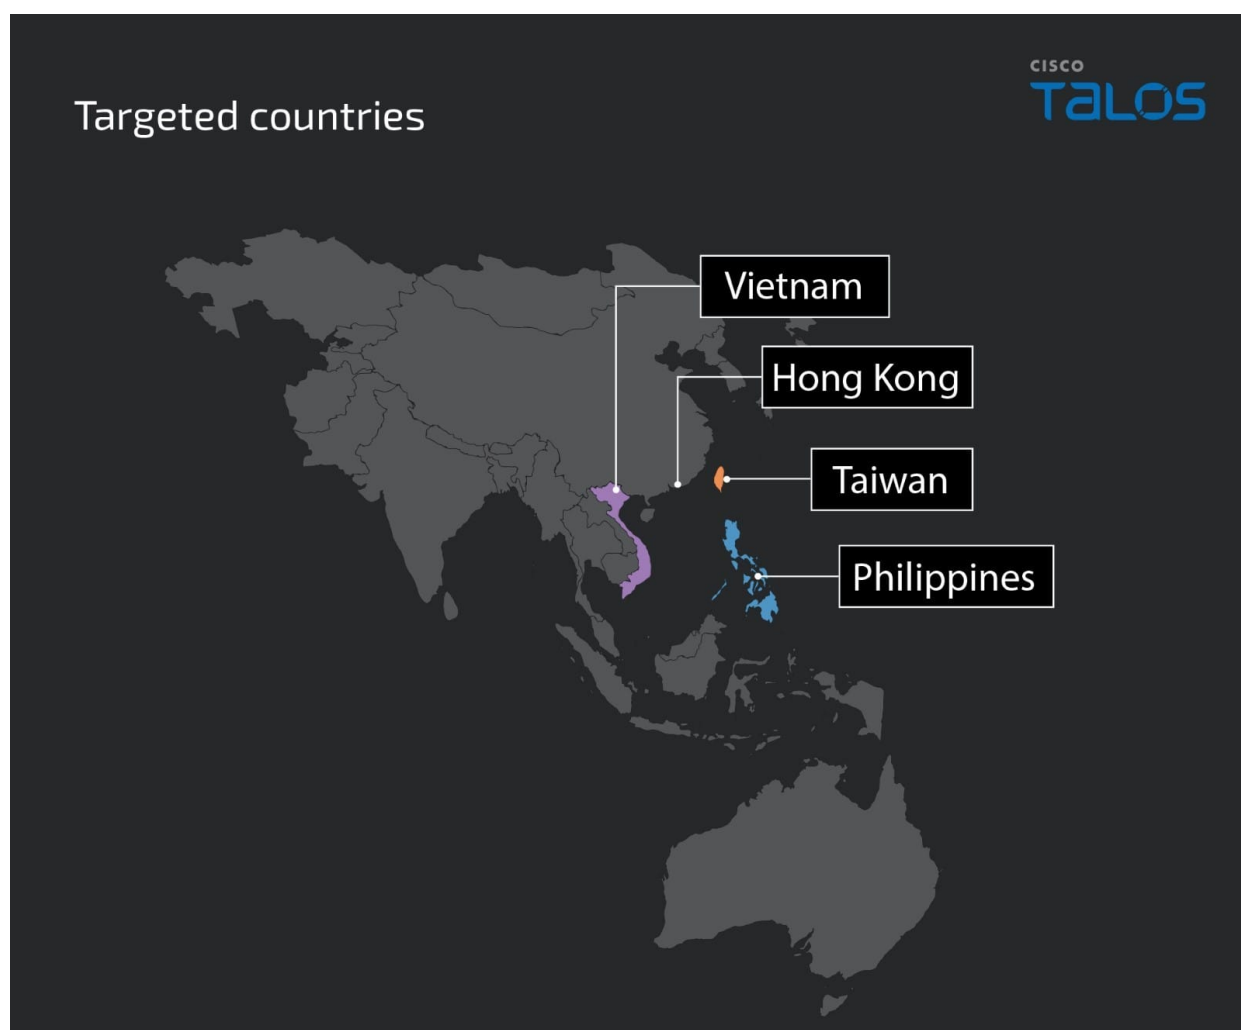 CISCO
TALOS
Targeted countries
Vietnam
Hong Kong
Taiwan
Philippines